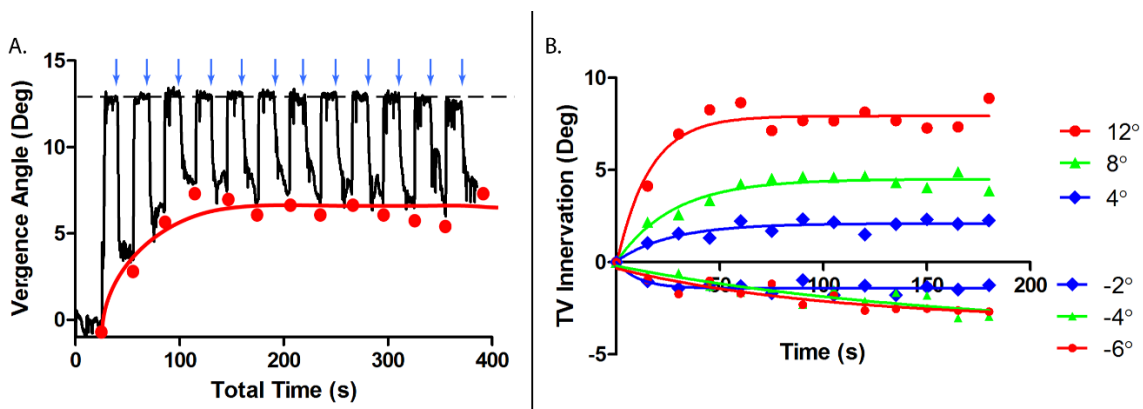 A.
Vergence Angle (Deg)
15
10
5
0
0 100 200 300 400
Total Time (s)
B.
TV Innervation (Deg)
10
5
0
-5
50 100 150 200
Time (s)
12°
8°
4°
-2°
-4°
-6°